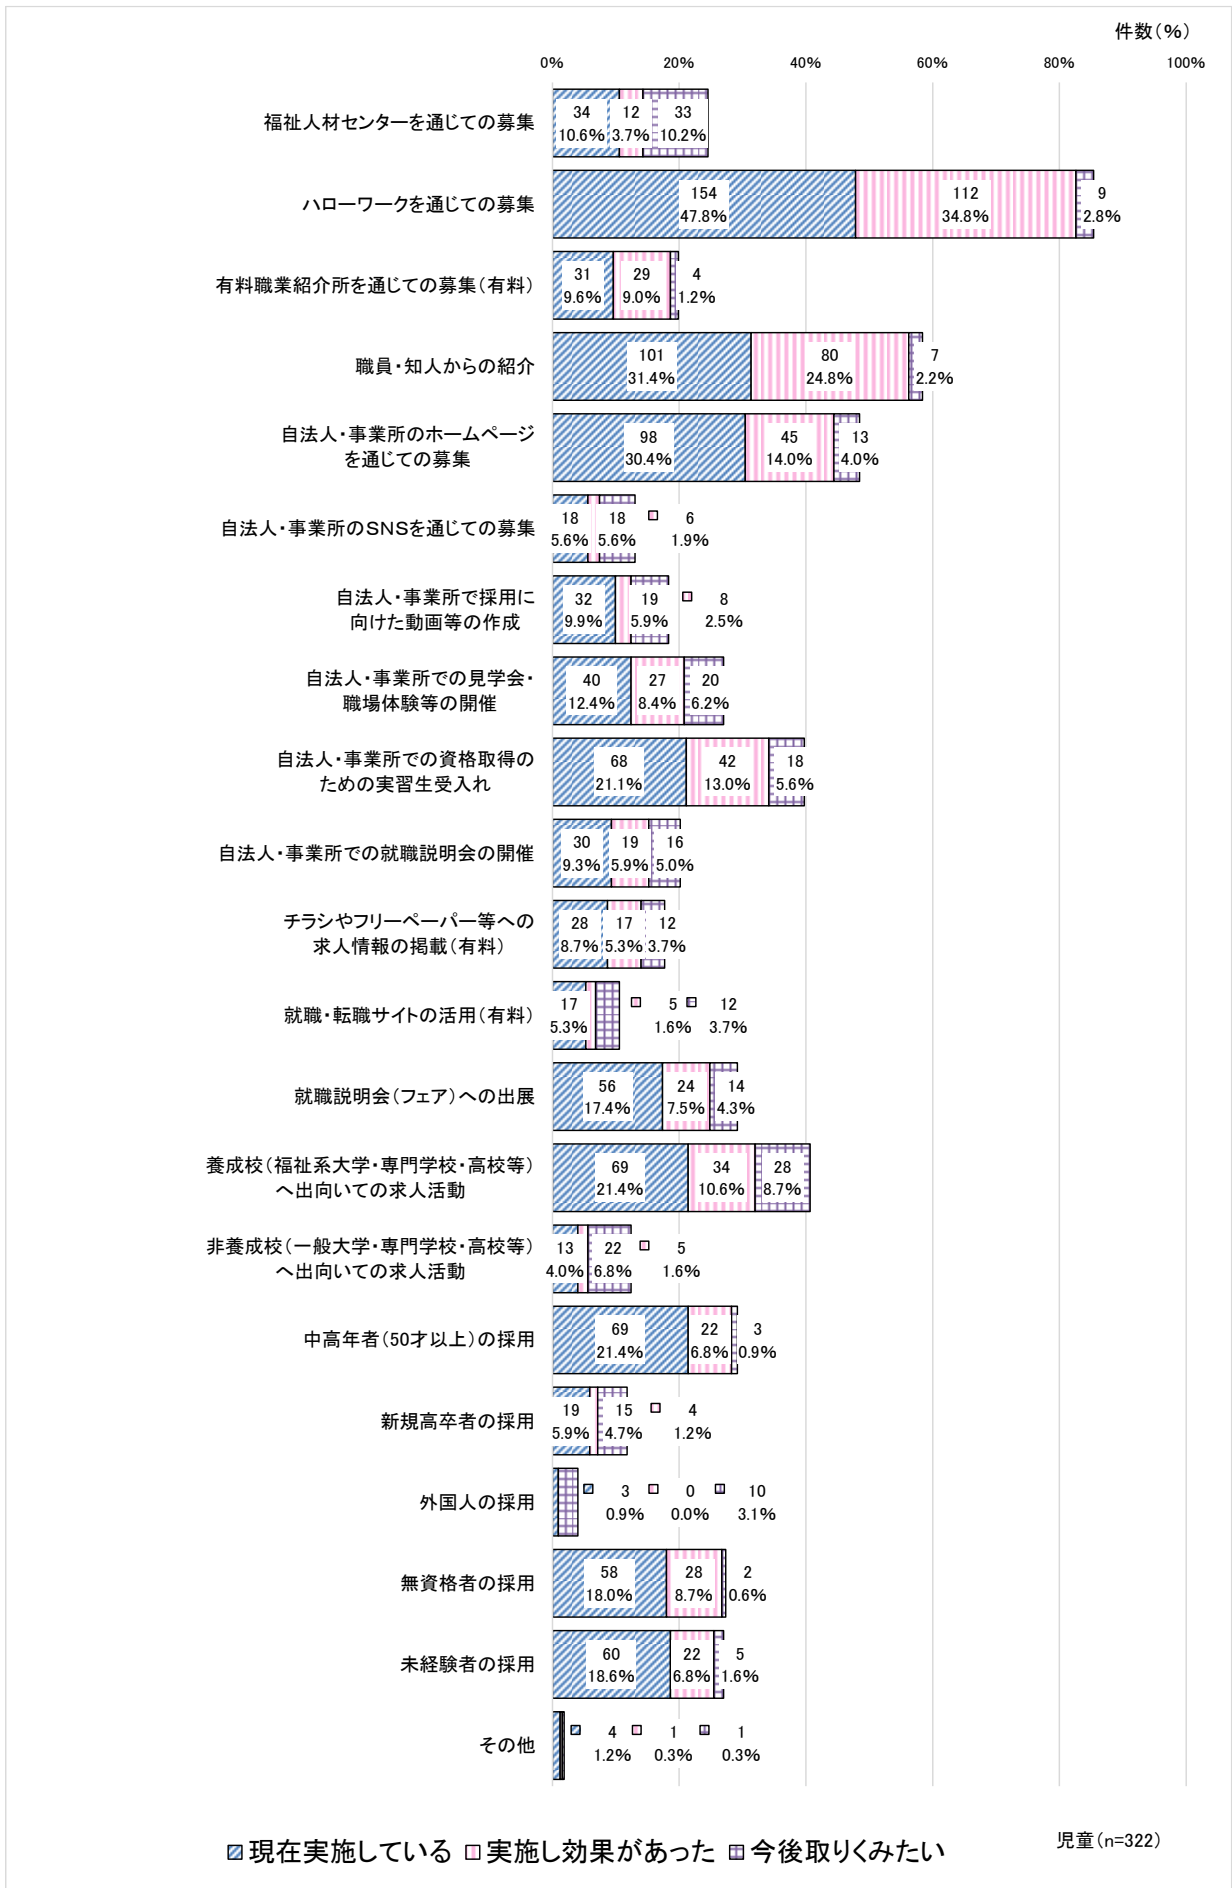 件数（%）
0% 20% 40% 60% 80% 100%
福祉人材センターを通じての募集
34 12 33
10.6% 3.7% 10.2%
ハローワークを通じての募集
154 112 9
47.8% 34.8% 2.8%
有料職業紹介所を通じての募集（有料）
31 29 4
9.6% 9.0% 1.2%
職員・知人からの紹介
101 80 7
31.4% 24.8% 2.2%
自法人・事業所のホームページ
を通じての募集
98 45 13
30.4% 14.0% 4.0%
自法人・事業所のSNSを通じての募集
18 18 6
5.6% 5.6% 1.9%
自法人・事業所で採用に
向けた動画等の作成
32 19 8
9.9% 5.9% 2.5%
自法人・事業所での見学会・
職場体験等の開催
40 27 20
12.4% 8.4% 6.2%
自法人・事業所での資格取得の
ための実習生受入れ
68 42 18
21.1% 13.0% 5.6%
自法人・事業所での就職説明会の開催
30 19 16
9.3% 5.9% 5.0%
チラシやフリーペーパー等への
求人情報の掲載（有料）
28 17 12
8.7% 5.3% 3.7%
就職・転職サイトの活用（有料）
17 5 12
5.3% 1.6% 3.7%
就職説明会（フェア）への出展
56 24 14
17.4% 7.5% 4.3%
養成校（福祉系大学・専門学校・高校等）
へ出向いての求人活動
69 34 28
21.4% 10.6% 8.7%
非養成校（一般大学・専門学校・高校等）
へ出向いての求人活動
13 22 5
4.0% 6.8% 1.6%
中高年者（50才以上）の採用
69 22 3
21.4% 6.8% 0.9%
新規高卒者の採用
19 15 4
5.9% 4.7% 1.2%
外国人の採用
3 0 10
0.9% 0.0% 3.1%
無資格者の採用
58 28 2
18.0% 8.7% 0.6%
未経験者の採用
60 22 5
18.6% 6.8% 1.6%
その他
4 1 1
1.2% 0.3% 0.3%
現在実施している 実施し効果があった 今後取りくみたい
児童（n=322）